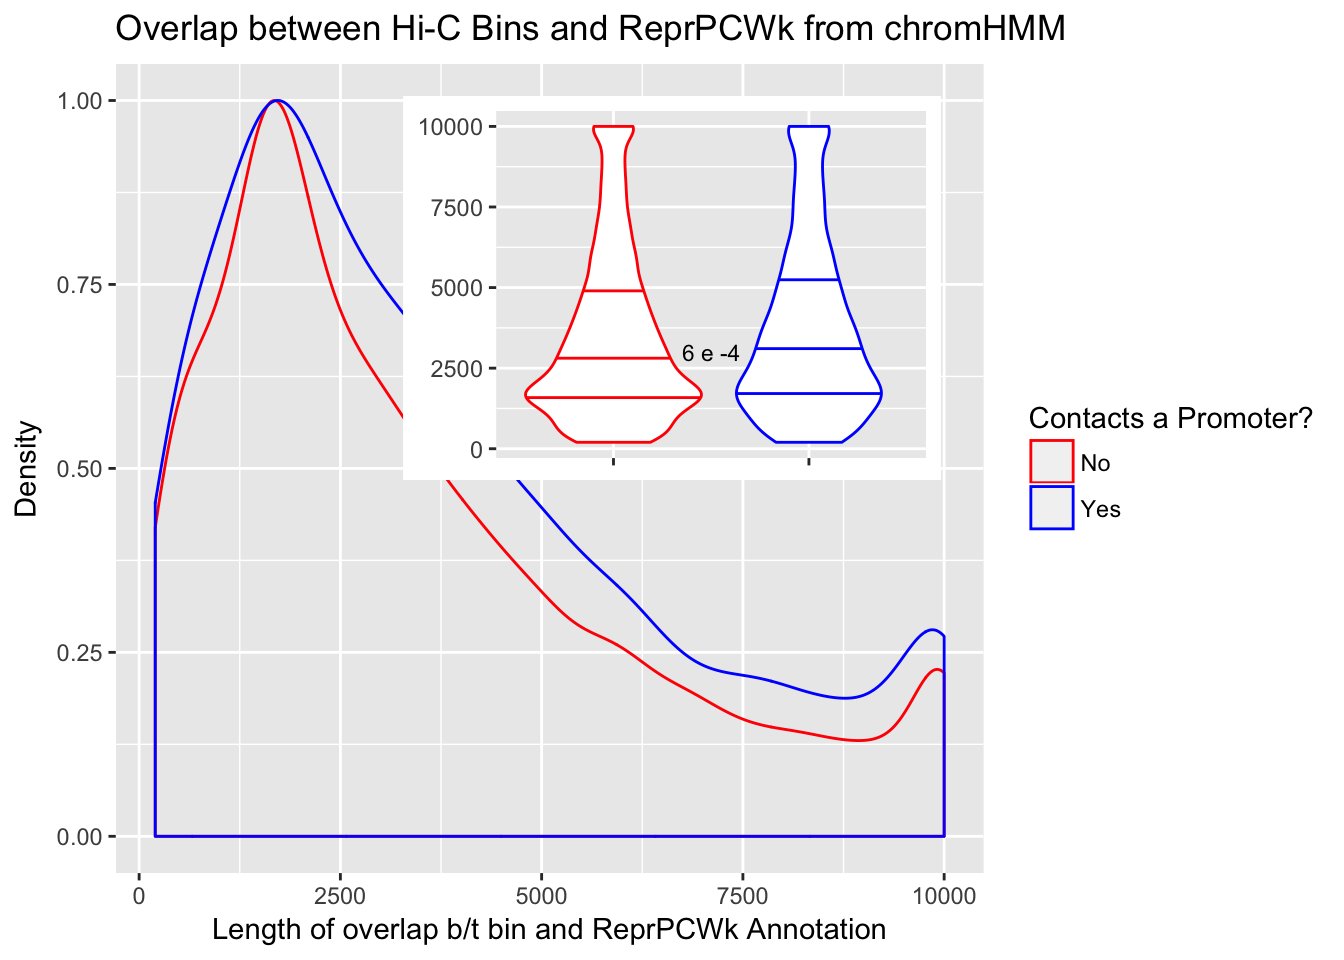 Overlap between Hi-C Bins and ReprPCWk from chromHMM
Density
1.00
0.75
0.50
0.25
0.00
10000
7500
5000
2500
0
6 e -4
0
2500
5000
7500
10000
Length of overlap b/t bin and ReprPCWk Annotation
Contacts a Promoter?
No
Yes